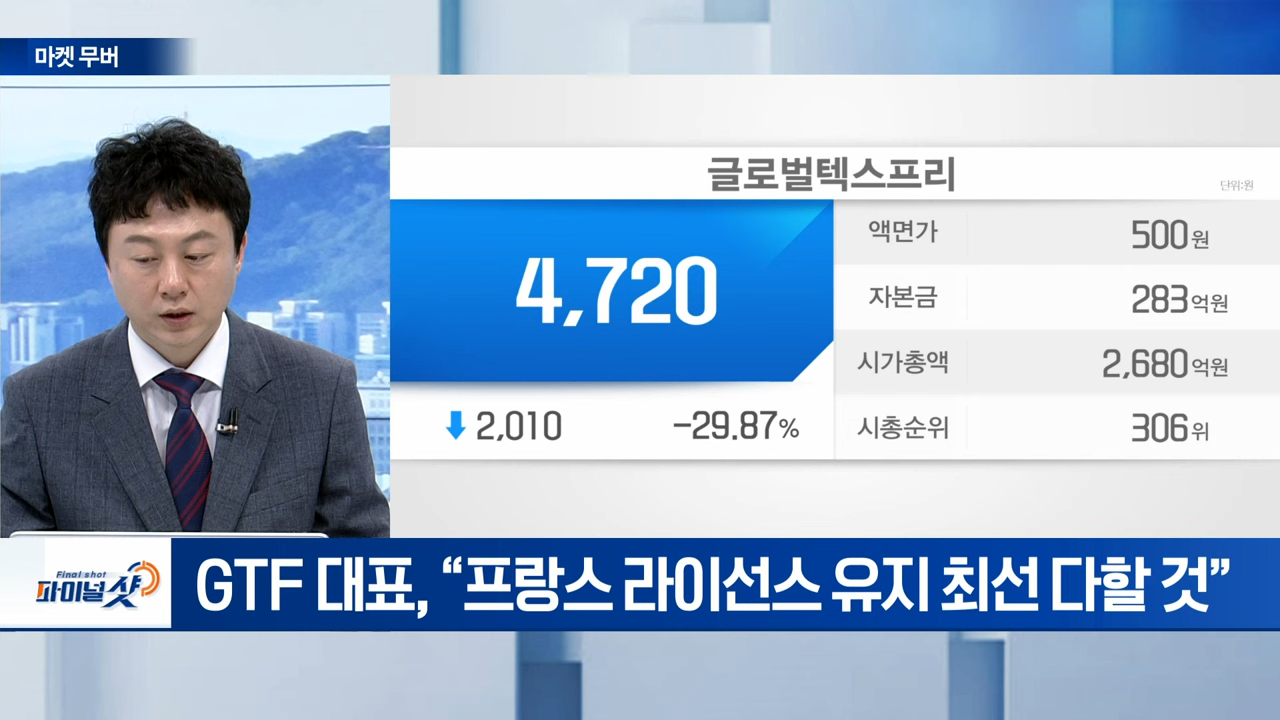 마켓 무버
글로벌텍스프리
단위:원
4,720
2,010 -29.87%
액면가 500원
자본금 283억원
시가총액 2,680억원
시총순위 306위
Final shot
파이널샷
GTF 대표, “프랑스 라이선스 유지 최선 다할 것”